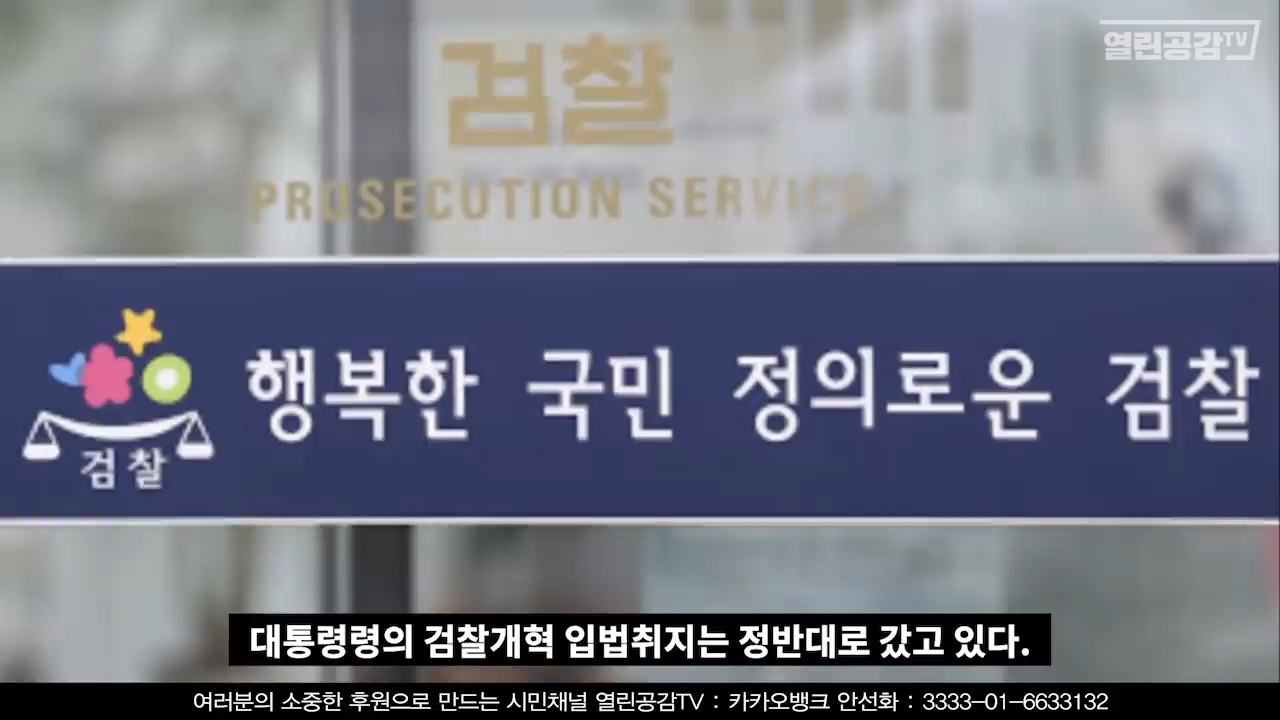 열린공감TV
검찰
PROSECUTION SERVICE
행복한 국민 정의로운 검찰
검찰
대통령령의 검찰개혁 입법취지는 정반대로 갔고 있다.
여러분의 소중한 후원으로 만드는 시민채널 열린공감TV : 카카오뱅크 안선화 : 3333-01-6633132